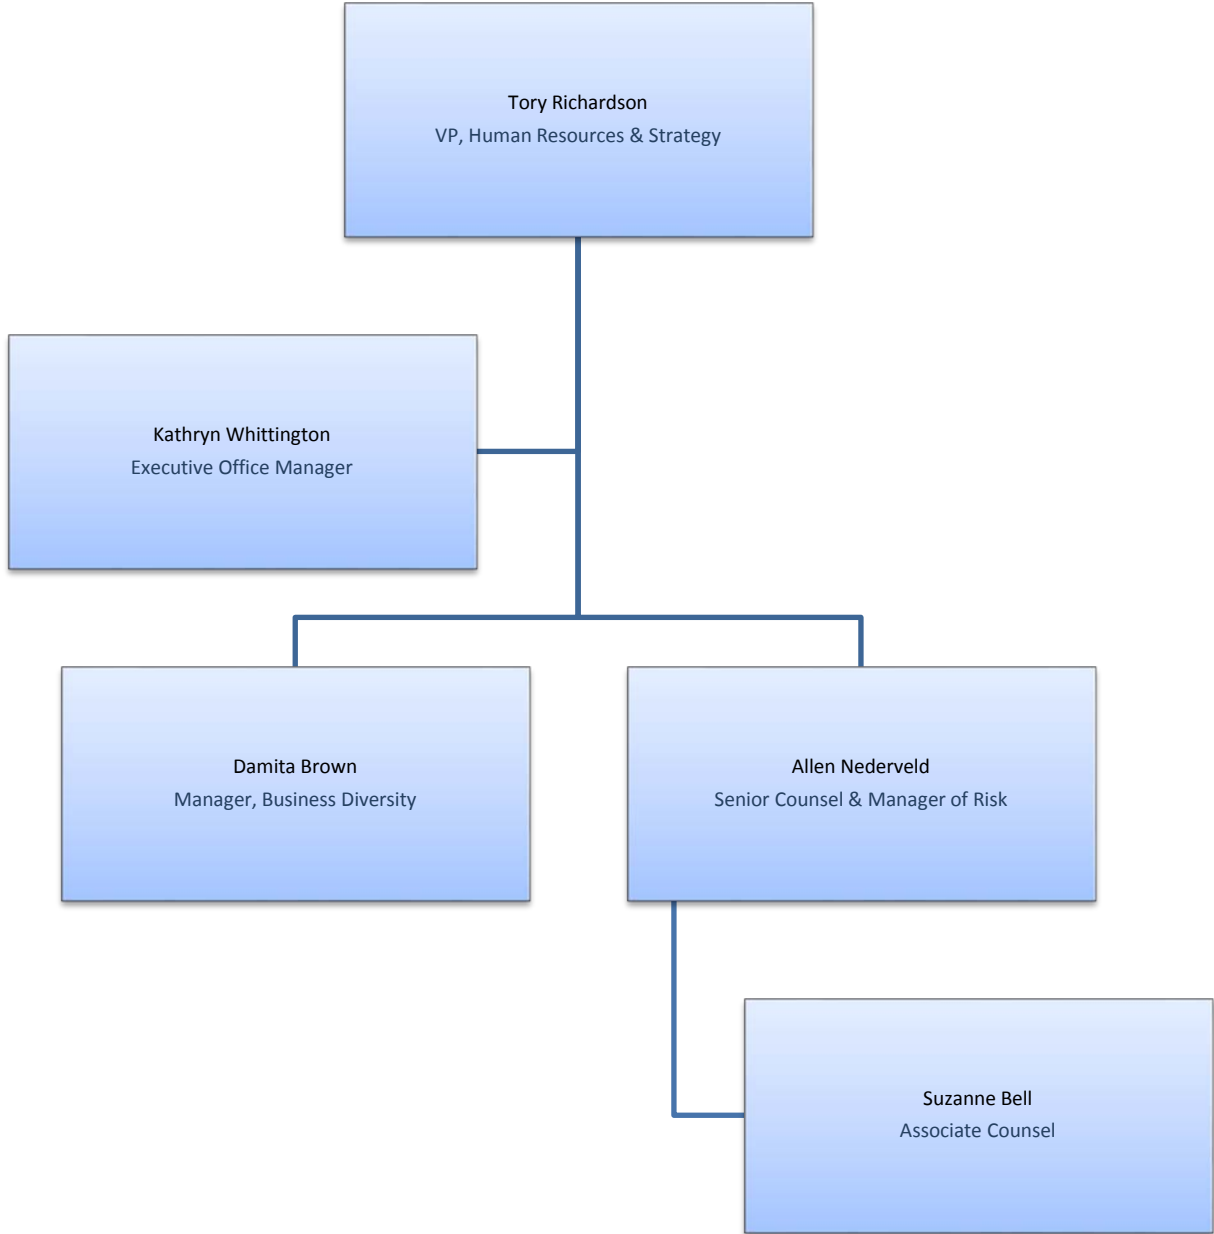 Tory Richardson
VP, Human Resources & Strategy
Kathryn Whittington
Executive Office Manager
Damita Brown
Manager, Business Diversity
Allen Nederveld
Senior Counsel & Manager of Risk
Suzanne Bell
Associate Counsel